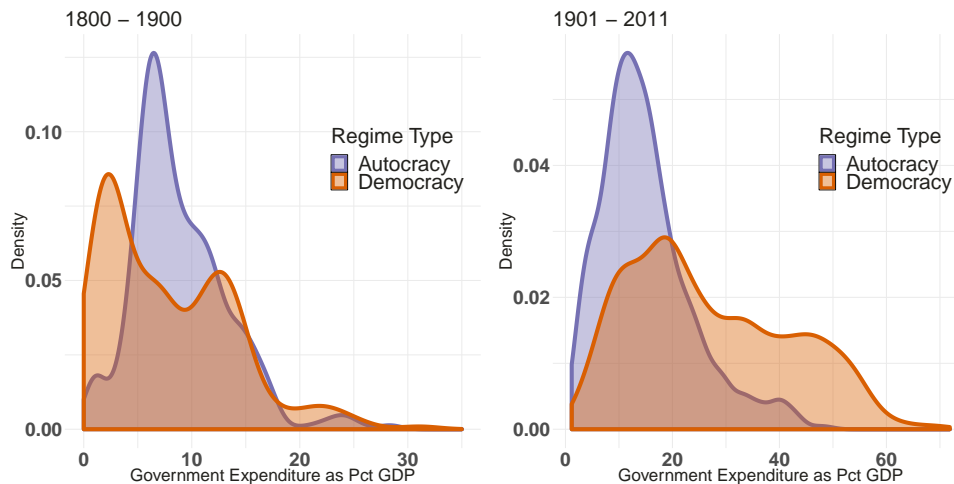 1800 – 1900
0.10
0.05
0.00
Density
Regime Type
Autocracy
Democracy
0
10
20
30
Government Expenditure as Pct GDP
1901 – 2011
0.04
0.02
0.00
Density
Regime Type
Autocracy
Democracy
0
20
40
60
Government Expenditure as Pct GDP